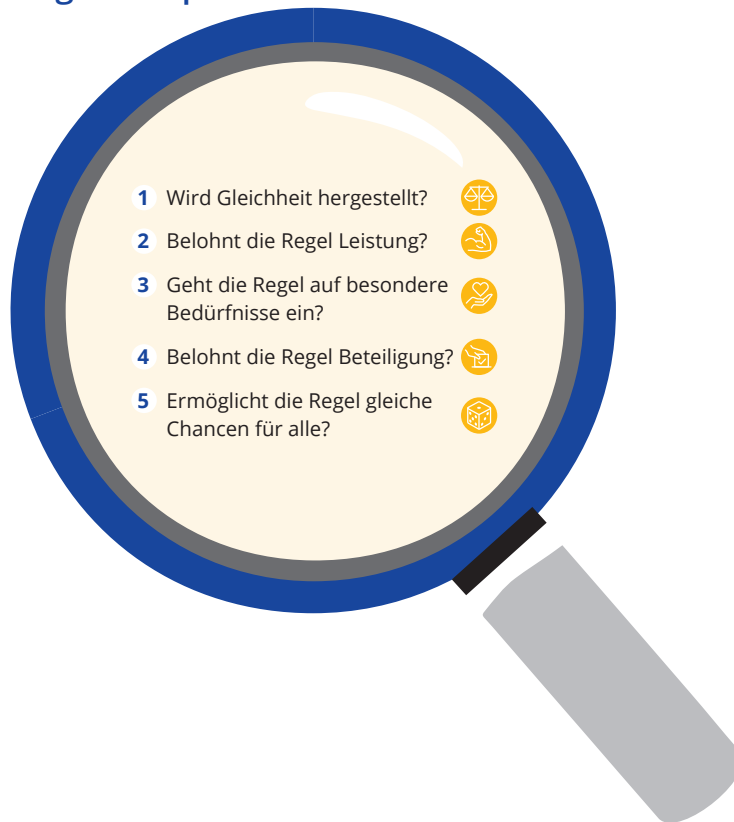 1 Wird Gleichheit hergestellt?
2 Belohnt die Regel Leistung?
3 Geht die Regel auf besondere
Bedürfnisse ein?
4 Belohnt die Regel Beteiligung?
5 Ermöglicht die Regel gleiche
Chancen für alle?